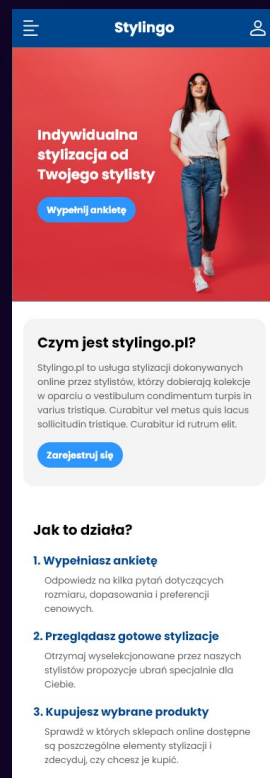 Stylingo
Indywidualna
stylizacja od
Twojego stylisty
Wypełnij ankietę
Czym jest stylingo.pl?
Stylingo.pl to usługa stylizacji dokonywanych
online przez stylistów, którzy dobierają kolekcje
w oparciu o vestibulum condimentum turpis in
varius tristique. Curabitur vel metus quis lacus
sollicitudin tristique. Curabitur id rutrum elit.
Zarejestruj się
Jak to działa?
1. Wypełniasz ankietę
Odpowiedz na kilka pytań dotyczących
rozmiaru, dopasowania i preferencji
cenowych.
2. Przeglądasz gotowe stylizacje
Otrzymaj wyselekcjonowane przez naszych
stylistów propozycje ubrań specjalnie dla
Ciebie.
3. Kupujesz wybrane produkty
Sprawdź w których sklepach online dostępne
są poszczególne elementy stylizacji i
zdecyduj, czy chcesz je kupić.